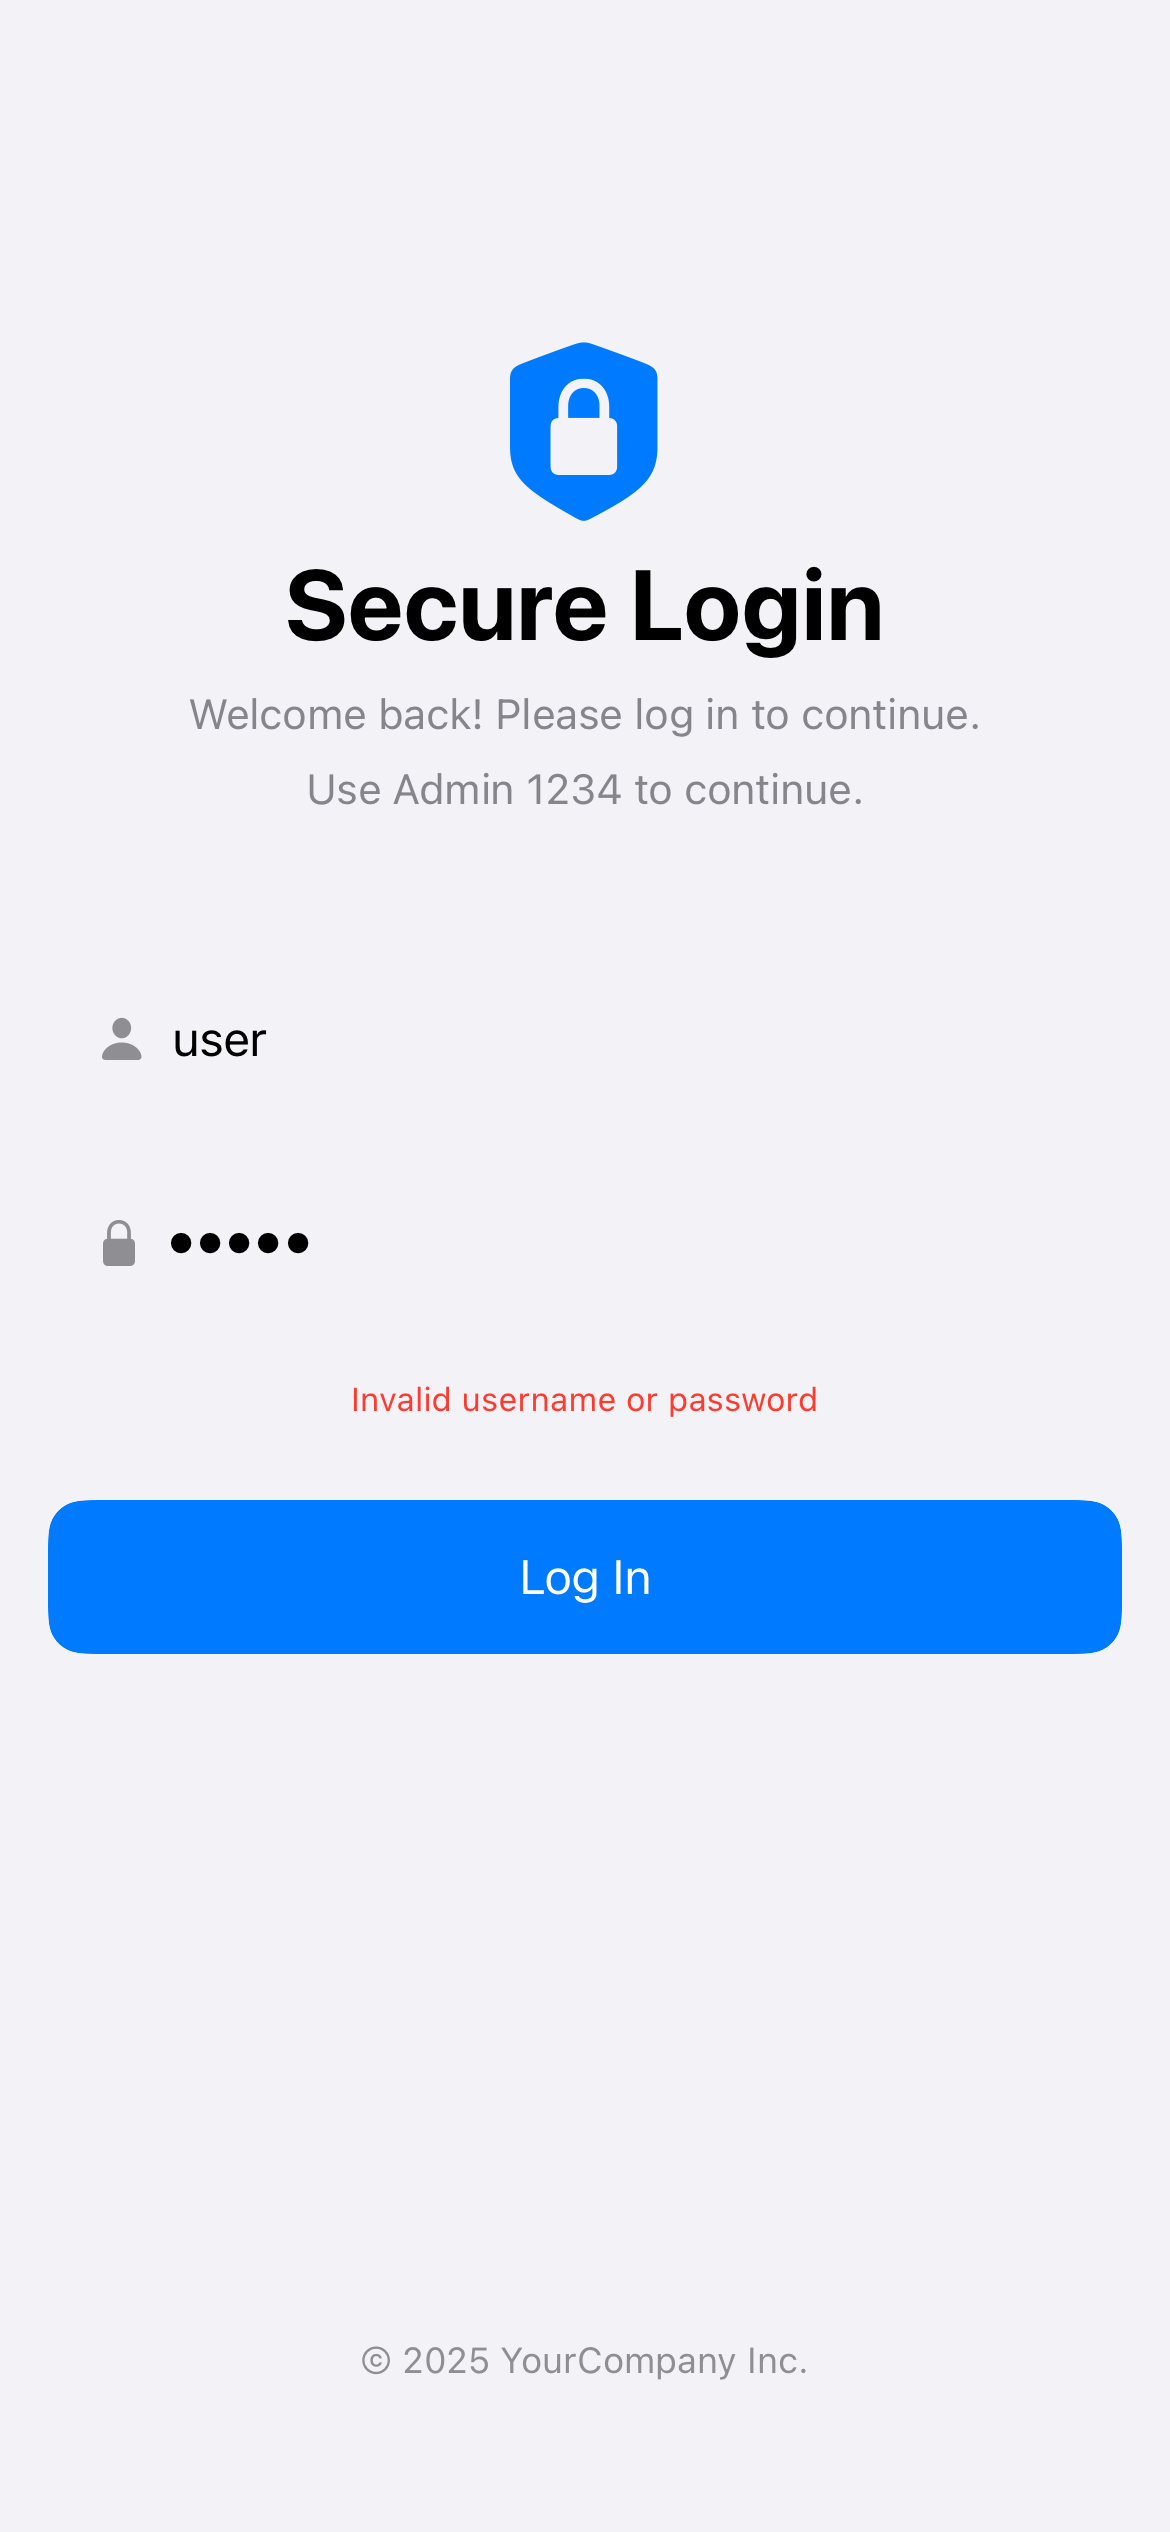 Secure Login
Welcome back! Please log in to continue.
Use Admin 1234 to continue.
user
•••••
Invalid username or password
Log In
© 2025 YourCompany Inc.